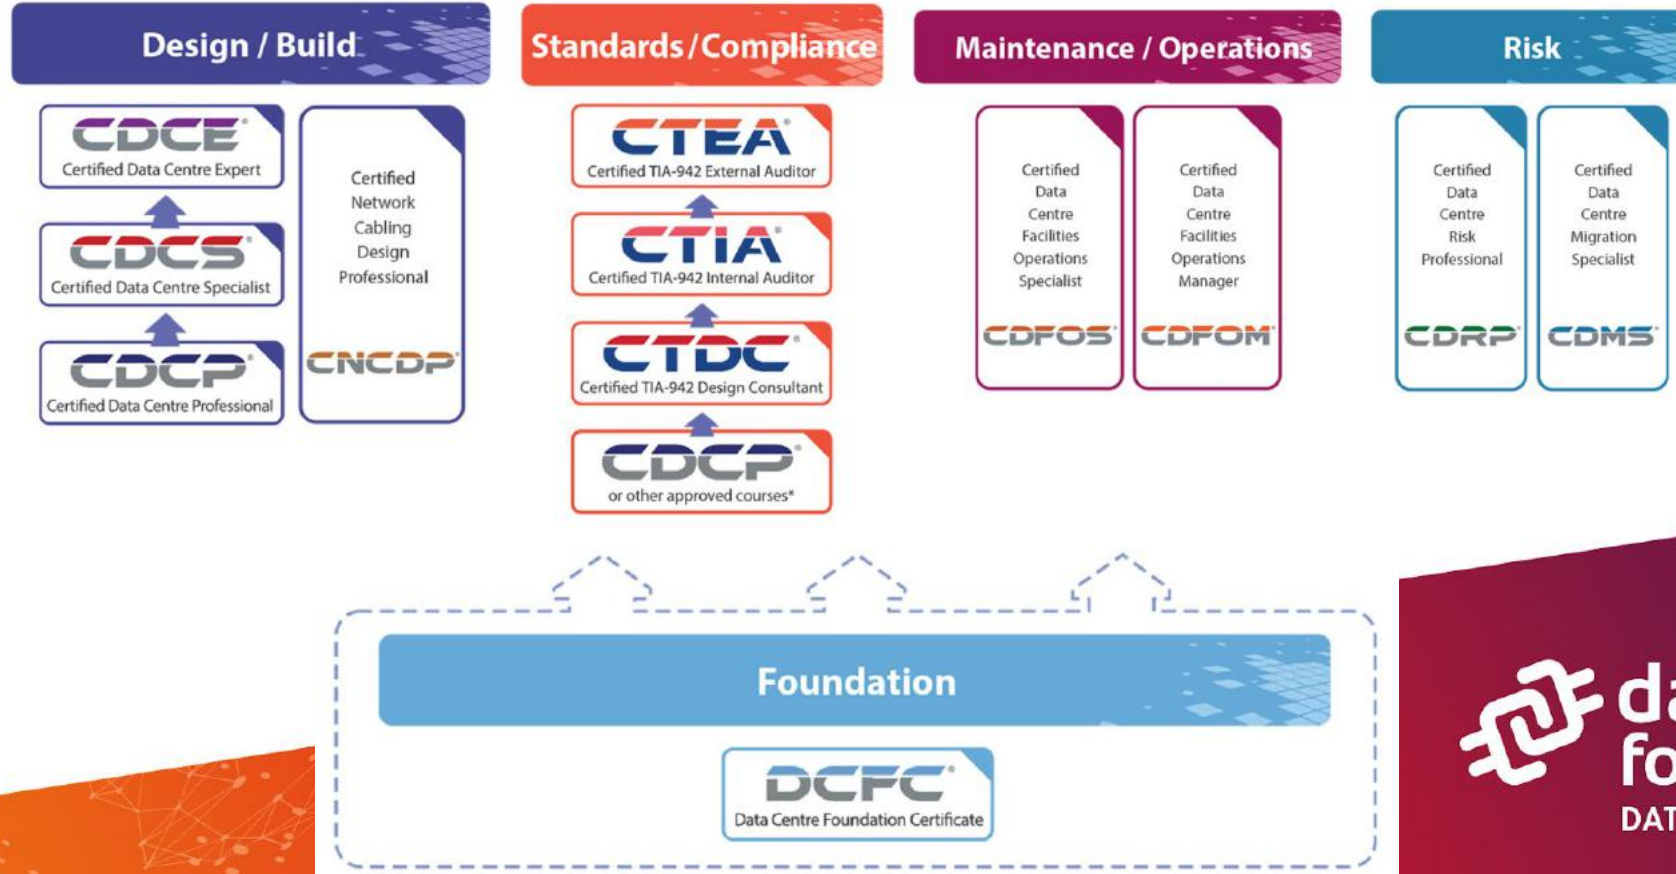 Design / Build
CDCE®
Certified Data Centre Expert
CDCS®
Certified Data Centre Specialist
CDCP®
Certified Data Centre Professional
Certified
Network
Cabling
Design
Professional
CNCDP®
Standards/Compliance
CTEA®
Certified TIA-942 External Auditor
CTIA®
Certified TIA-942 Internal Auditor
CTDC®
Certified TIA-942 Design Consultant
CDCP®
or other approved courses*
Maintenance / Operations
Certified
Data
Centre
Facilities
Operations
Specialist
CDFOS®
Certified
Data
Centre
Facilities
Operations
Manager
CDFOM®
Risk
Certified
Data
Centre
Risk
Professional
CDRP®
Certified
Data
Centre
Migration
Specialist
CDMS®
Foundation
DCFC®
Data Centre Foundation Certificate
da
fo
DAT